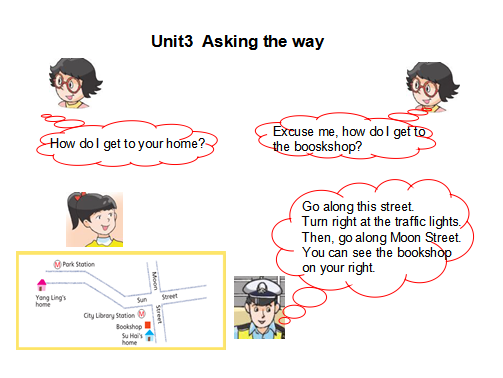 Unit3 Asking the way
How do I get to your home?
Excuse me, how do I get to
the booskshop?
Go along this street.
Turn right at the traffic lights.
Then, go along Moon Street.
You can see the bookshop
on your right.
M Park Station
Yang Ling's
home
Moon
Street
Sun Street
City Library Station M
Bookshop
Su Hai's
home